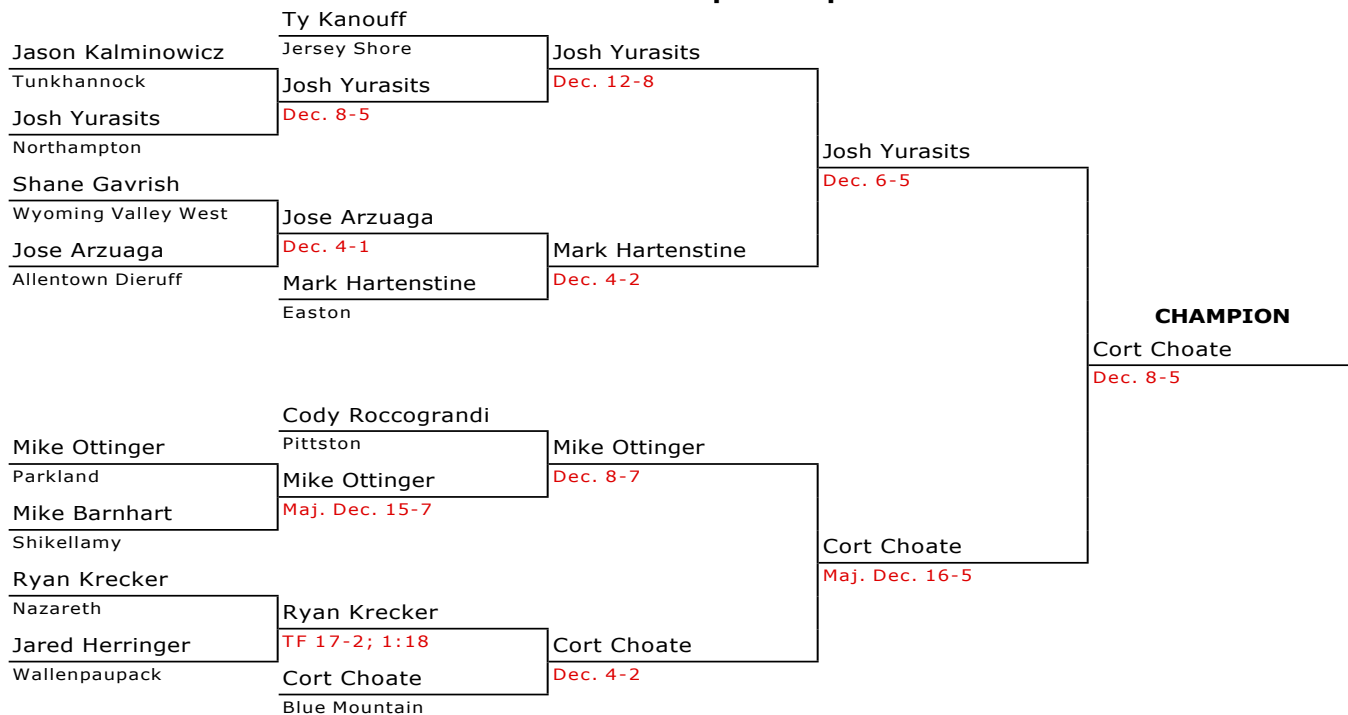 Ty Kanouff
Jersey Shore
Jason Kalminowicz
Tunkhannock
Josh Yurasits
Northampton
Josh Yurasits
Dec. 8-5
Josh Yurasits
Dec. 12-8
Shane Gavrish
Wyoming Valley West
Jose Arzuaga
Allentown Dieruff
Jose Arzuaga
Dec. 4-1
Mark Hartenstine
Easton
Mark Hartenstine
Dec. 4-2
Josh Yurasits
Dec. 6-5
CHAMPION
Cort Choate
Dec. 8-5
Cody Roccograndi
Pittston
Mike Ottinger
Parkland
Mike Barnhart
Shikellamy
Mike Ottinger
Maj. Dec. 15-7
Mike Ottinger
Dec. 8-7
Ryan Krecker
Nazareth
Jared Herringer
Wallenpaupack
Ryan Krecker
TF 17-2; 1:18
Cort Choate
Blue Mountain
Cort Choate
Dec. 4-2
Cort Choate
Maj. Dec. 16-5